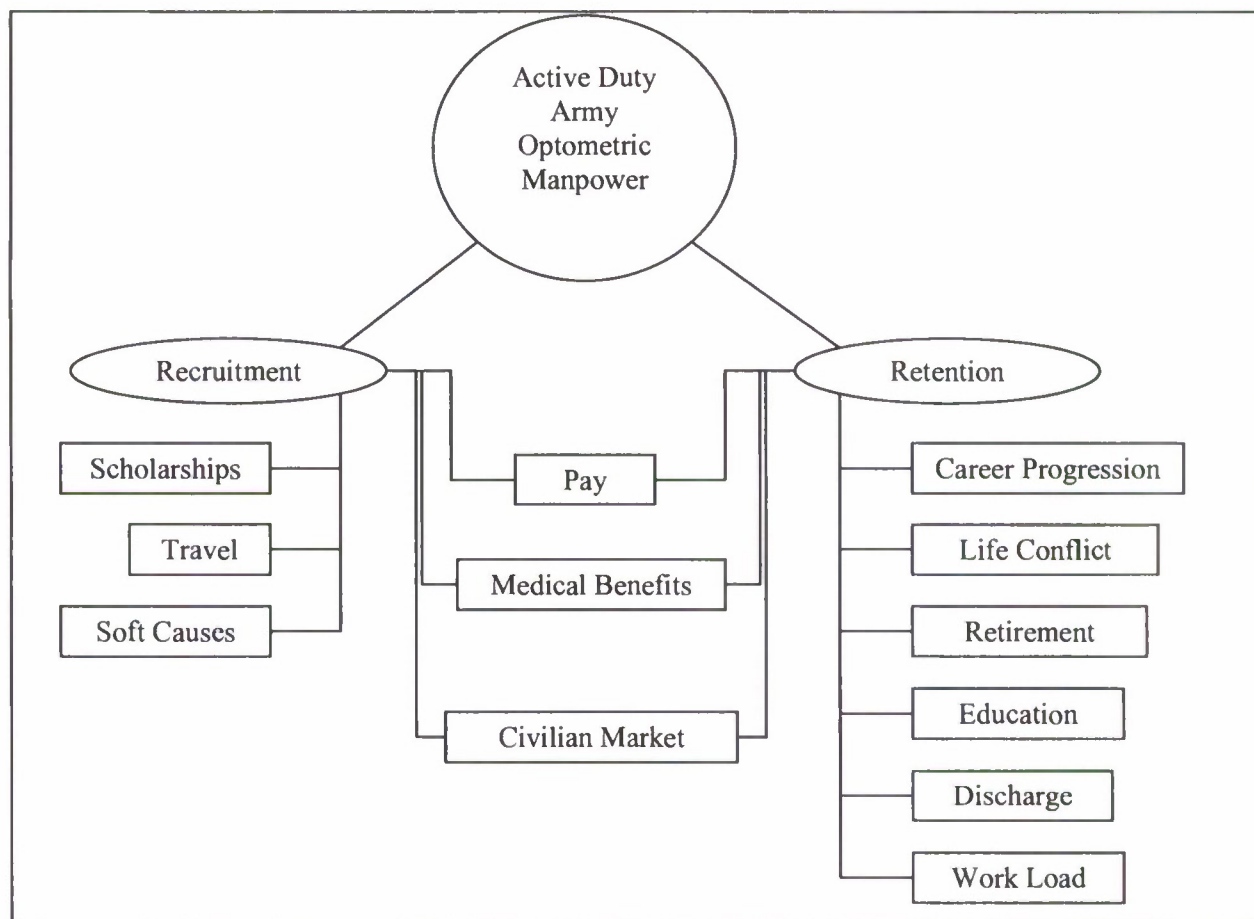 Active Duty
Army
Optometric
Manpower
Recruitment
Retention
Scholarships
Travel
Soft Causes
Pay
Medical Benefits
Civilian Market
Career Progression
Life Conflict
Retirement
Education
Discharge
Work Load